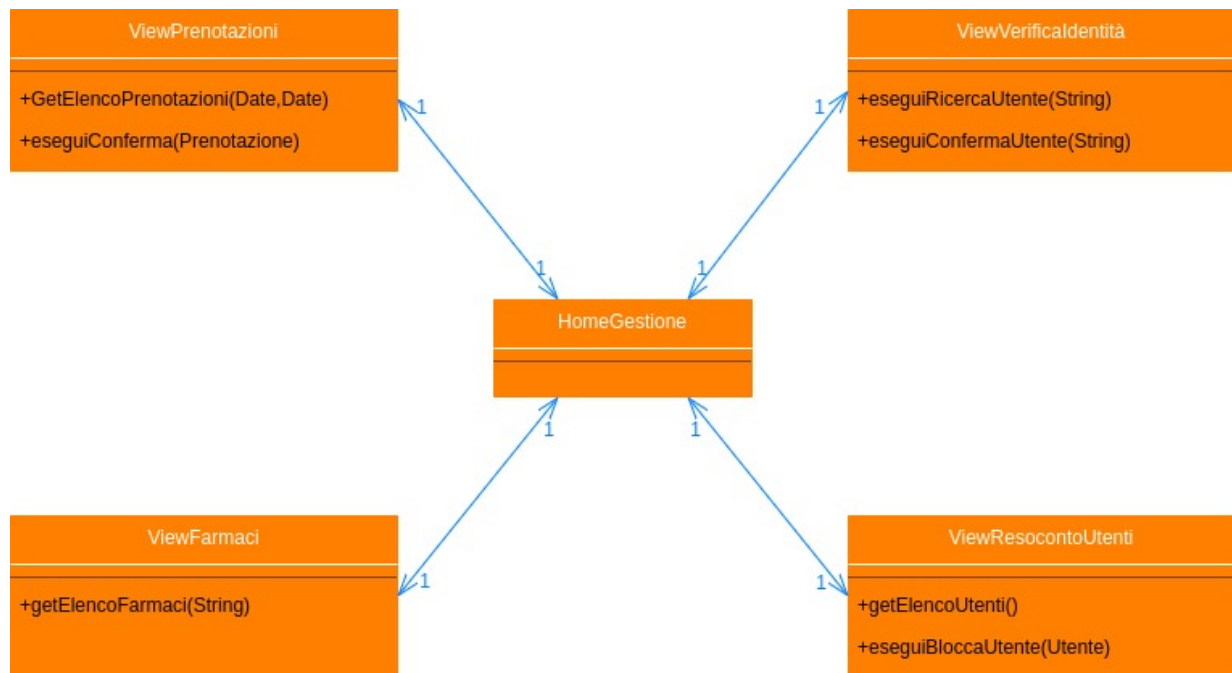 ViewPrenotazioni
+GetElencoPrenotazioni(Date,Date)
+eseguiConferma(Prenotazione)
ViewVerificaIdentità
+eseguiRicercaUtente(String)
+eseguiConfermaUtente(String)
1
1
1
1
HomeGestione
1
1
1
1
ViewFarmaci
+getElencoFarmaci(String)
ViewResocontoUtenti
+getElencoUtenti()
+eseguiBloccaUtente(Utente)